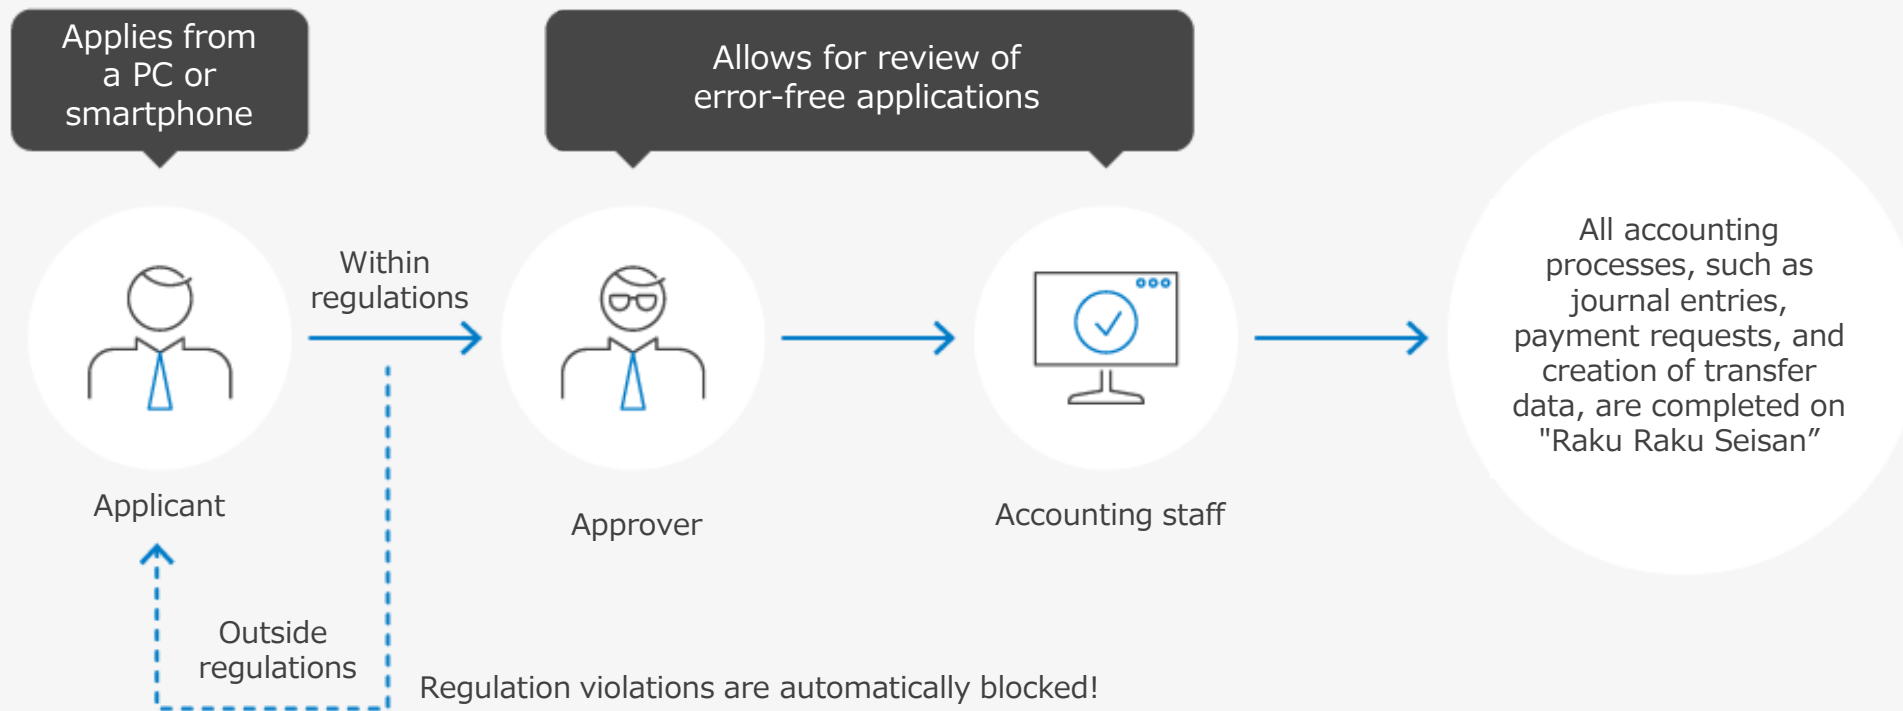 Applies from
a PC or
smartphone
Allows for review of
error-free applications
Within
regulations
All accounting
processes, such as
journal entries,
payment requests, and
creation of transfer
data, are completed on
"Raku Raku Seisan”
Applicant
Approver
Accounting staff
Outside
regulations
Regulation violations are automatically blocked!